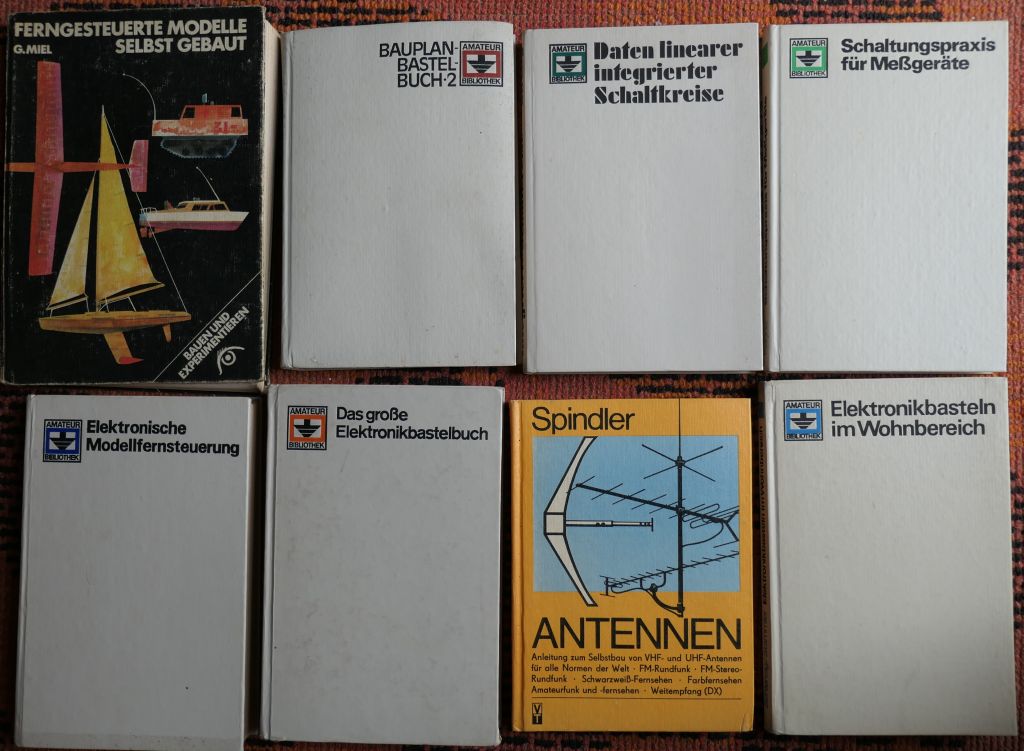 FERNGESTEUERTE MODELLE
SELBST GEBAUT
G. MIEL
BAUEN UND
EXPERIMENTIEREN
BAUPLAN-
BASTEL-
BUCH·2
AMATEUR
BIBLIOTHEK
AMATEUR
BIBLIOTHEK
Daten linearer
integrierter
Schaltkreise
AMATEUR
BIBLIOTHEK
Schaltungspraxis
für Meßgeräte
AMATEUR
BIBLIOTHEK
Elektronische
Modellfernsteuerung
AMATEUR
BIBLIOTHEK
Das große
Elektronikbastelbuch
Spindler
ANTENNEN
Anleitung zum Selbstbau von VHF- und UHF-Antennen
für alle Normen der Welt · FM-Rundfunk · FM-Stereo-
Rundfunk · Schwarzweiß-Fernsehen · Farbfernsehen
Amateurfunk und -fernsehen · Weitempfang (DX)
V
T
AMATEUR
BIBLIOTHEK
Elektronikbasteln
im Wohnbereich